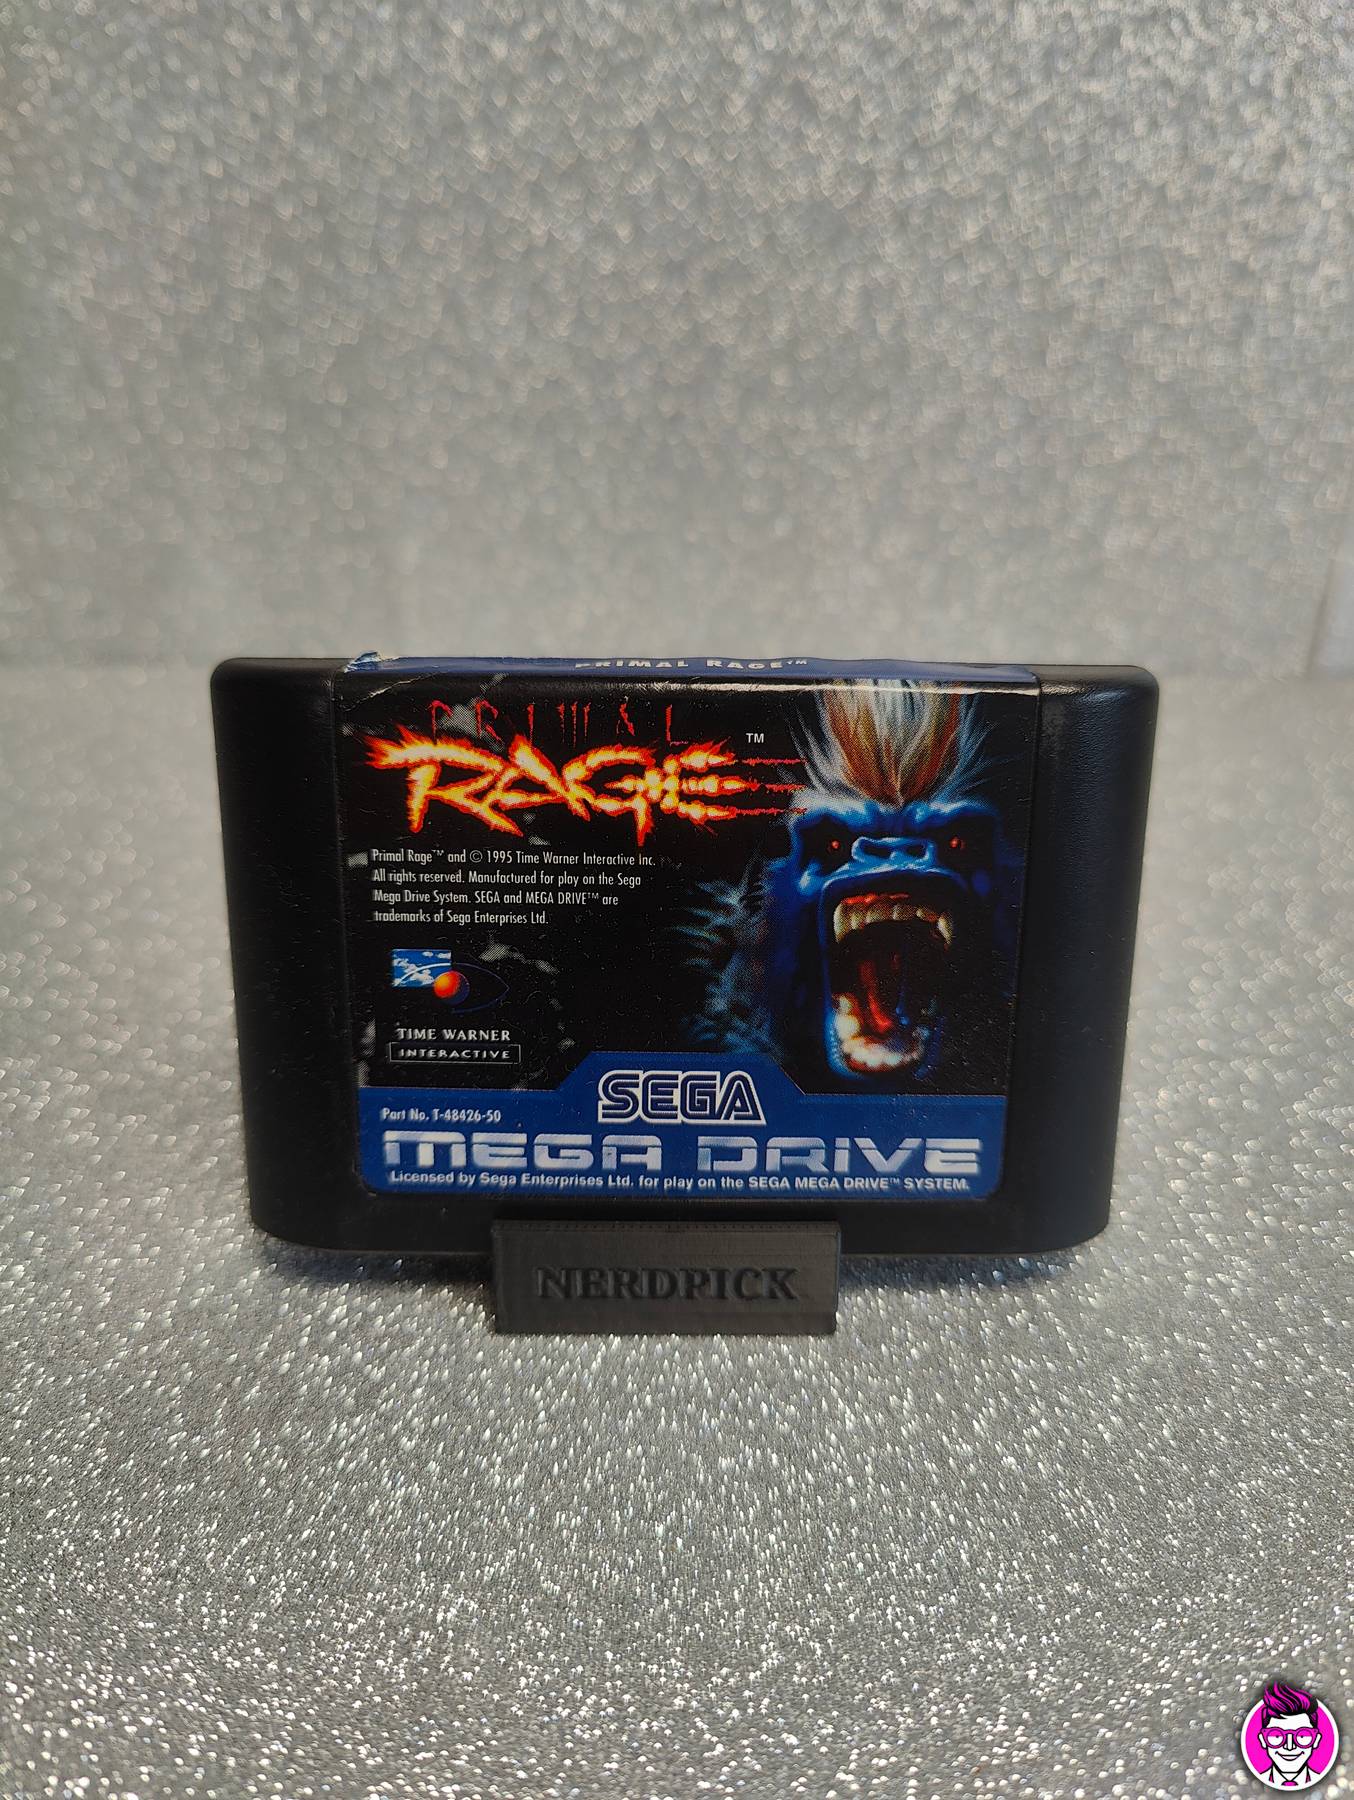 PRIMAL RAGE™
PRIMAL
RAGE ™
Primal Rage™ and © 1995 Time Warner Interactive Inc.
All rights reserved. Manufactured for play on the Sega
Mega Drive System. SEGA and MEGA DRIVE™ are
trademarks of Sega Enterprises Ltd.
TIME WARNER
INTERACTIVE
SEGA
Part No. T-48426-50
MEGA DRIVE
Licensed by Sega Enterprises Ltd. for play on the SEGA MEGA DRIVE™ SYSTEM.
NERDPICK